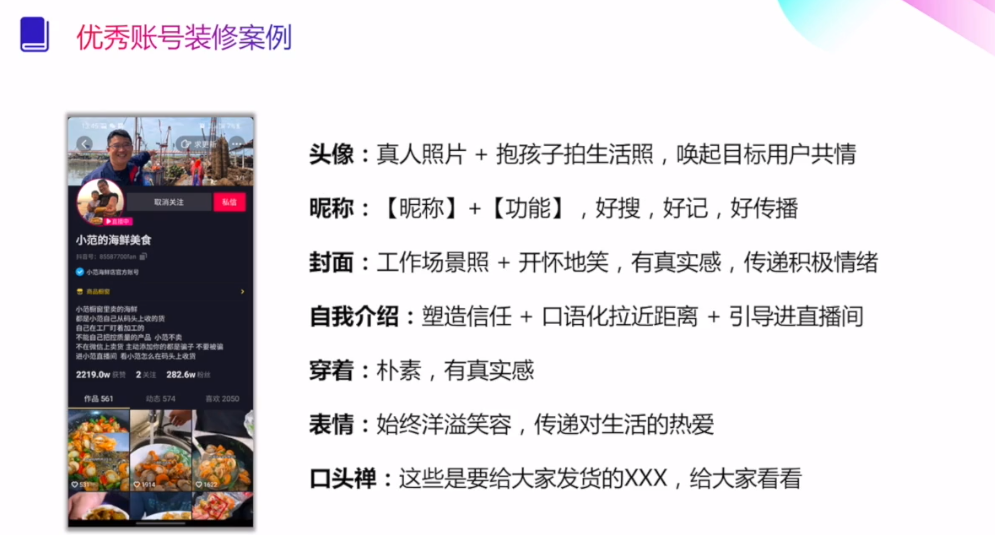 优秀账号装修案例
取消关注
私信
直播中
小范的海鲜美食
小范海鲜店官方账号
商品橱窗
小范橱窗里卖的海鲜
都是小范自己从码头上收的货
自己在工厂盯着加工的
不能自己把控质量的产品 小范不卖
不在微信上卖货 主动添加你的都是骗子 不要被骗
进小范直播间 看小范怎么在码头上收货
2219.0w 获赞 2 关注 282.6w 粉丝
作品 561 动态 574 喜欢 2050
531 1914 1822
头像：真人照片 + 抱孩子拍生活照，唤起目标用户共情
昵称：【昵称】+【功能】，好搜，好记，好传播
封面：工作场景照 + 开怀地笑，有真实感，传递积极情绪
自我介绍：塑造信任 + 口语化拉近距离 + 引导进直播间
穿着：朴素，有真实感
表情：始终洋溢笑容，传递对生活的热爱
口头禅：这些是要给大家发货的XXX，给大家看看